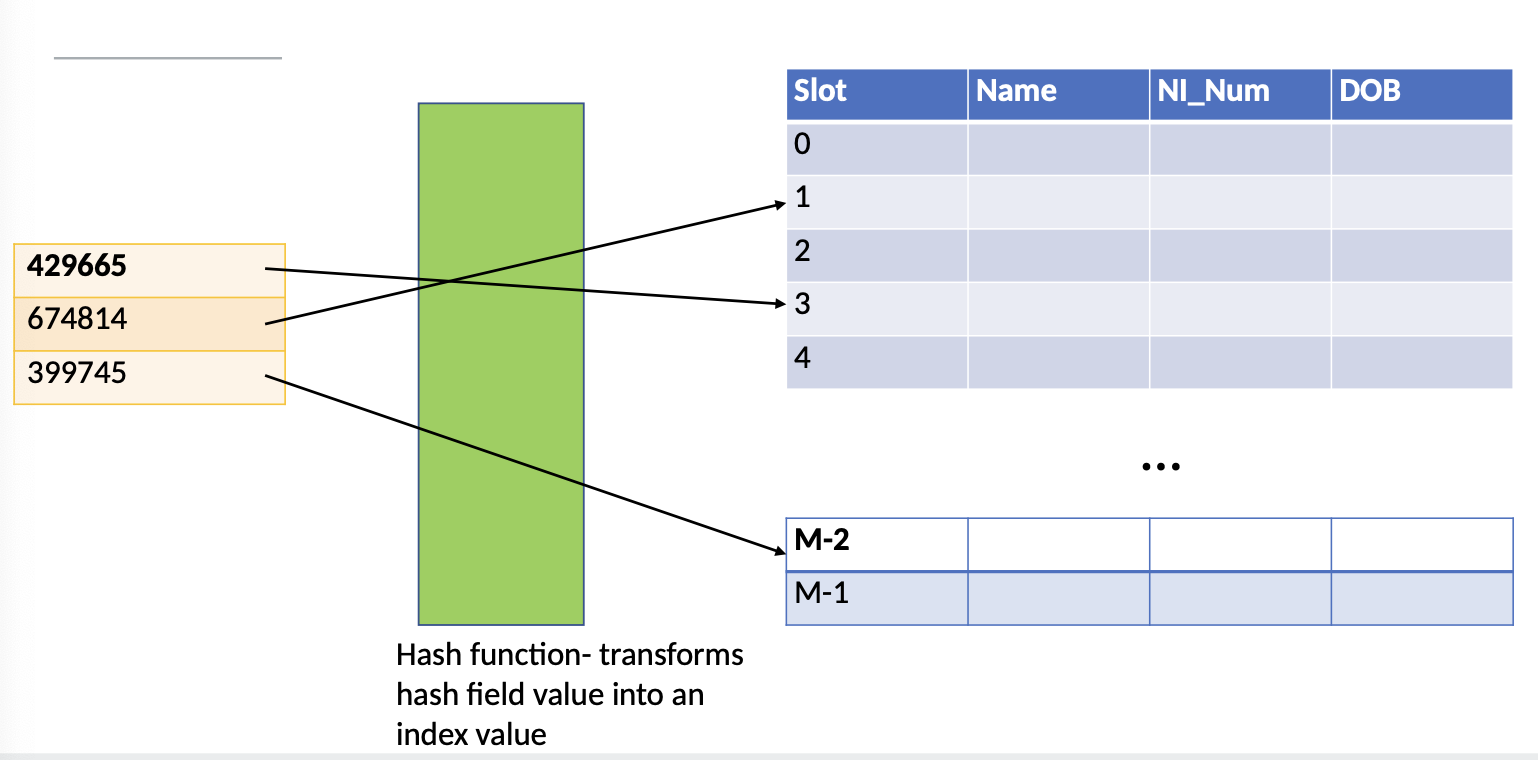 Slot Name NI_Num DOB
0
1
2
3
4
429665
674814
399745
...
M-2
M-1
Hash function- transforms
hash field value into an
index value